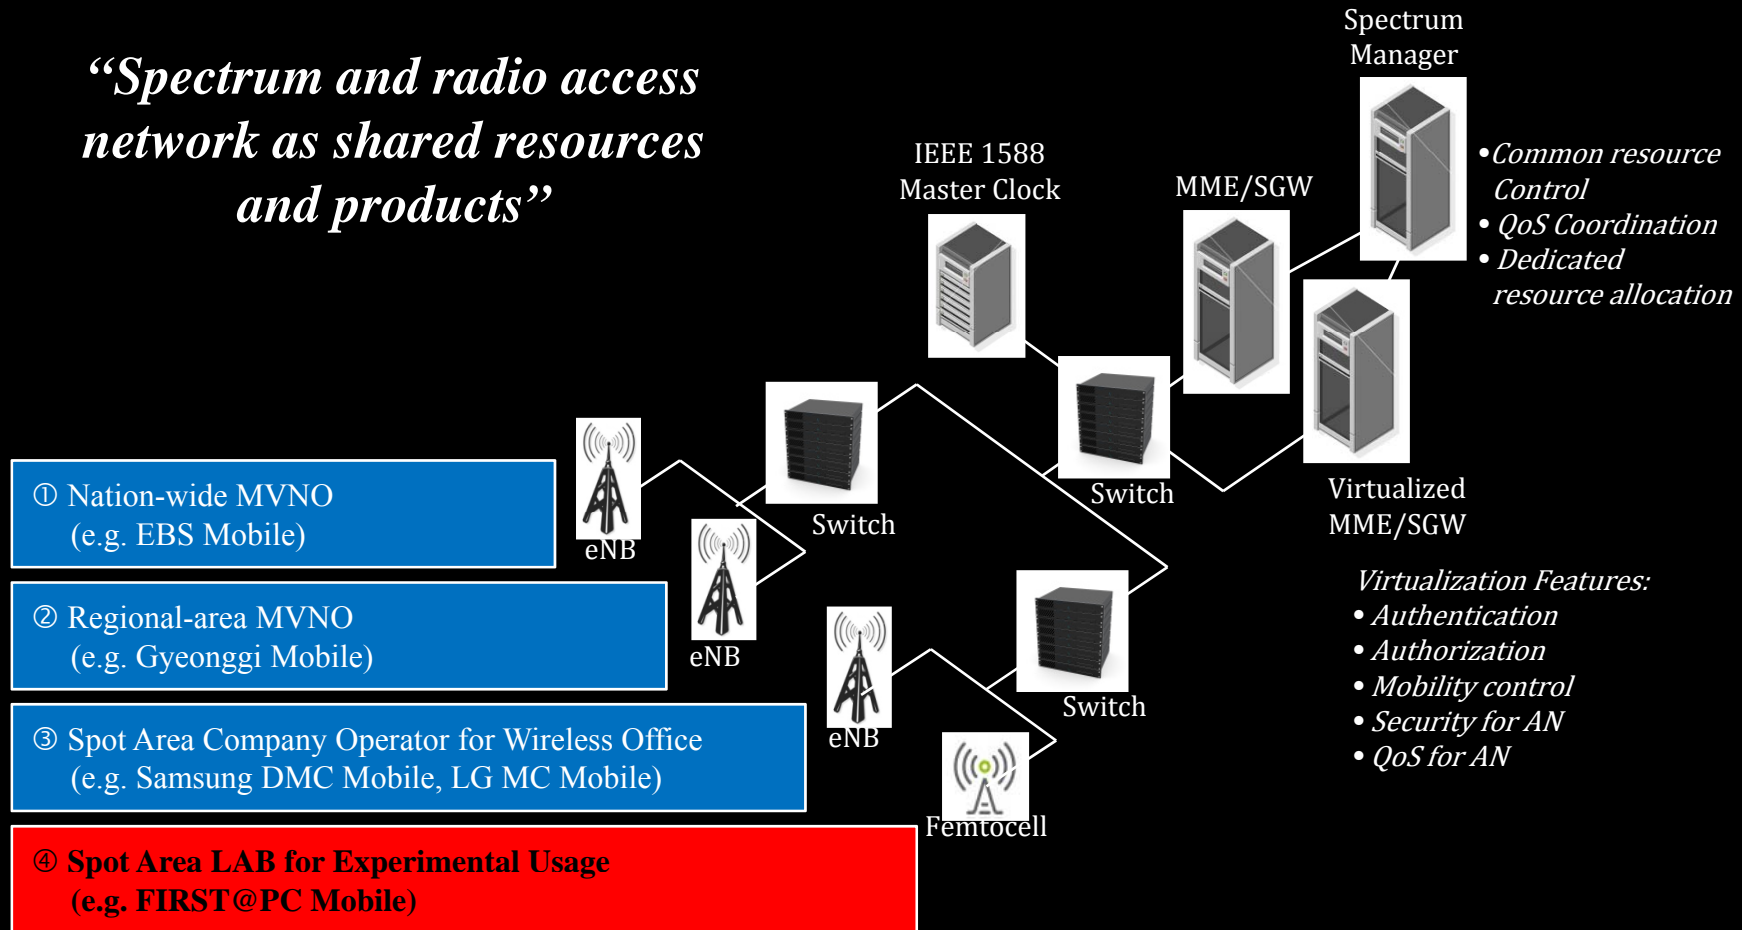 “Spectrum and radio access
network as shared resources
and products”
Spectrum
Manager
IEEE 1588
Master Clock
MME/SGW
•Common resource
Control
• QoS Coordination
• Dedicated
resource allocation
Switch
Switch
Virtualized
MME/SGW
eNB
eNB
eNB
Switch
Femtocell
Virtualization Features:
• Authentication
• Authorization
• Mobility control
• Security for AN
• QoS for AN
① Nation-wide MVNO
(e.g. EBS Mobile)
② Regional-area MVNO
(e.g. Gyeonggi Mobile)
③ Spot Area Company Operator for Wireless Office
(e.g. Samsung DMC Mobile, LG MC Mobile)
④ Spot Area LAB for Experimental Usage
(e.g. FIRST@PC Mobile)